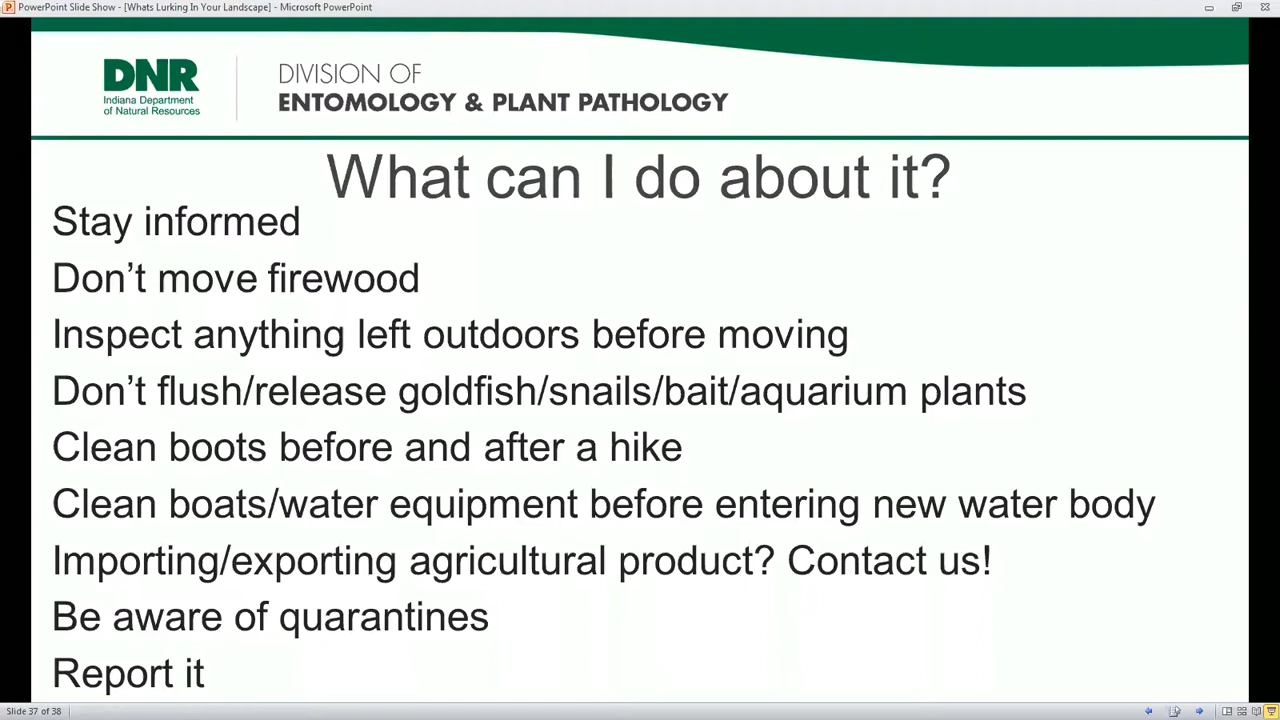 PowerPoint Slide Show - [Whats Lurking In Your Landscape] - Microsoft PowerPoint
DNR
Indiana Department
of Natural Resources
DIVISION OF
ENTOMOLOGY & PLANT PATHOLOGY
What can I do about it?
Stay informed
Don’t move firewood
Inspect anything left outdoors before moving
Don’t flush/release goldfish/snails/bait/aquarium plants
Clean boots before and after a hike
Clean boats/water equipment before entering new water body
Importing/exporting agricultural product? Contact us!
Be aware of quarantines
Report it
Slide 37 of 38